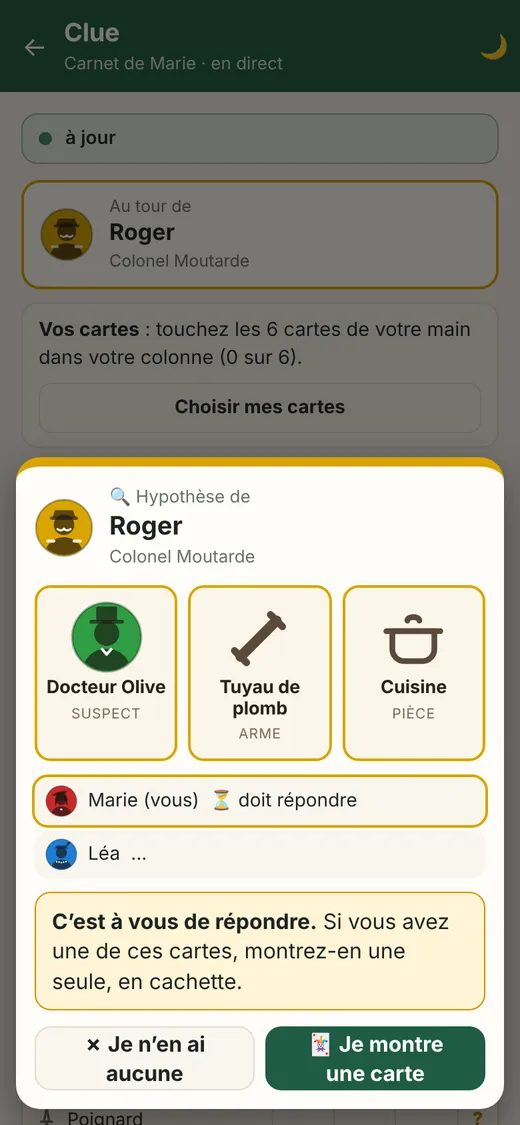 Clue
Carnet de Marie · en direct
à jour
Au tour de
Roger
Colonel Moutarde
Vos cartes : touchez les 6 cartes de votre main
dans votre colonne (0 sur 6).
Choisir mes cartes
Hypothèse de
Roger
Colonel Moutarde
Docteur Olive
SUSPECT
Tuyau de
plomb
ARME
Cuisine
PIÈCE
Marie (vous) ⏳ doit répondre
Léa ...
C’est à vous de répondre. Si vous avez
une de ces cartes, montrez-en une
seule, en cachette.
× Je n’en ai
aucune
🃏 Je montre
une carte
Poignard ?